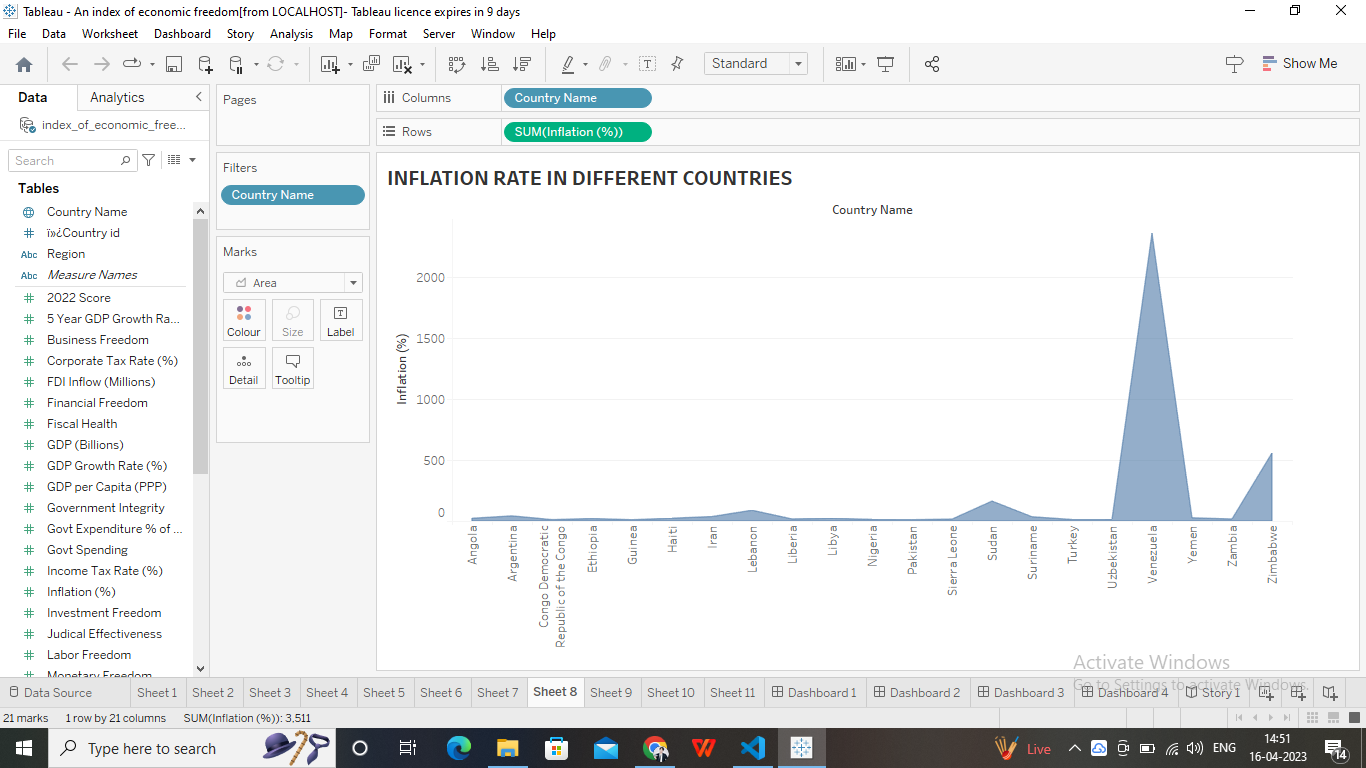 Tableau - An index of economic freedom[from LOCALHOST]- Tableau licence expires in 9 days
File Data Worksheet Dashboard Story Analysis Map Format Server Window Help
Standard
Show Me
Data Analytics
index_of_economic_free...
Search
Tables
Country Name
# ï»¿Country id
Abc Region
Abc Measure Names
# 2022 Score
# 5 Year GDP Growth Ra...
# Business Freedom
# Corporate Tax Rate (%)
# FDI Inflow (Millions)
# Financial Freedom
# Fiscal Health
# GDP (Billions)
# GDP Growth Rate (%)
# GDP per Capita (PPP)
# Government Integrity
# Govt Expenditure % of ...
# Govt Spending
# Income Tax Rate (%)
# Inflation (%)
# Investment Freedom
# Judical Effectiveness
# Labor Freedom
# Monetary Freedom
Pages
Filters
Country Name
Marks
Area
Colour Size Label
Detail Tooltip
Columns Country Name
Rows SUM(Inflation (%))
INFLATION RATE IN DIFFERENT COUNTRIES
Country Name
Inflation (%)
2000
1500
1000
500
0
Angola
Argentina
Congo Democratic
Republic of the Congo
Ethiopia
Guinea
Haiti
Iran
Lebanon
Liberia
Libya
Nigeria
Pakistan
Sierra Leone
Sudan
Suriname
Turkey
Uzbekistan
Venezuela
Yemen
Zambia
Zimbabwe
Activate Windows
Go to Settings to activate Windows.
Data Source Sheet 1 Sheet 2 Sheet 3 Sheet 4 Sheet 5 Sheet 6 Sheet 7 Sheet 8 Sheet 9 Sheet 10 Sheet 11 Dashboard 1 Dashboard 2 Dashboard 3 Dashboard 4 Story 1
21 marks 1 row by 21 columns SUM(Inflation (%)): 3,511
Type here to search
Live
ENG
14:51
16-04-2023
14